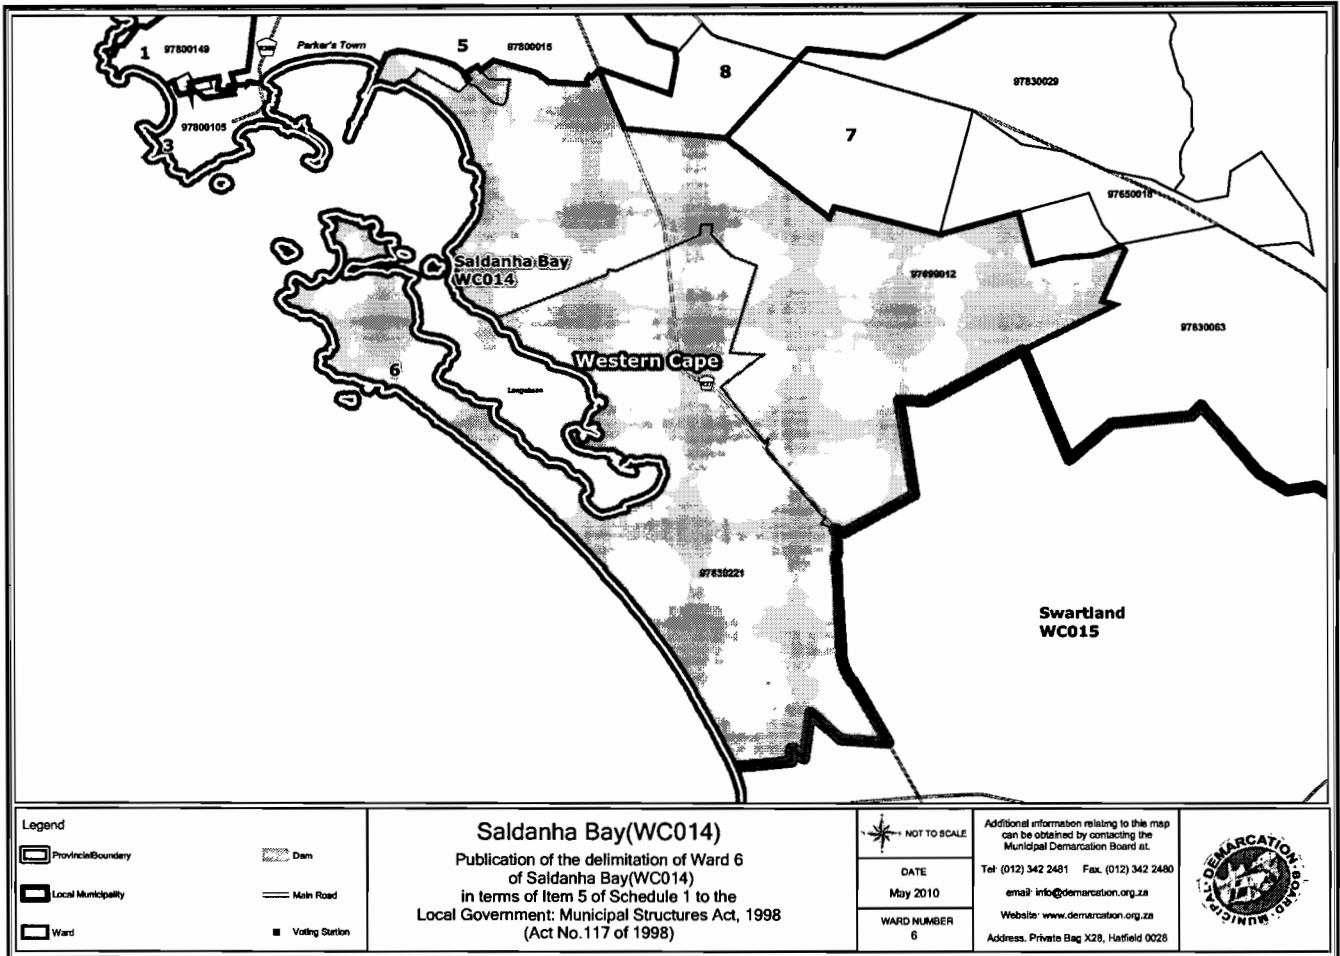 1
97800149
R399
Parker's Town
5
97800015
8
97830029
7
97800105
3
97650018
Saldanha Bay
WC014
97699012
97830063
Western Cape
6
R27
Langebaan
97839221
Swartland
WC015
Legend
ProvincialBoundary
Dam
Local Municipality
Main Road
Ward
Voting Station
Saldanha Bay(WC014)
Publication of the delimitation of Ward 6
of Saldanha Bay(WC014)
in terms of Item 5 of Schedule 1 to the
Local Government: Municipal Structures Act, 1998
(Act No.117 of 1998)
NOT TO SCALE
DATE
May 2010
WARD NUMBER
6
Additional information relating to this map
can be obtained by contacting the
Municipal Demarcation Board at.
Tel (012) 342 2481 Fax. (012) 342 2480
email: info@demarcation.org.za
Website: www.demarcation.org.za
Address. Private Bag X28, Hatfield 0028
MUNICIPAL DEMARCATION BOARD